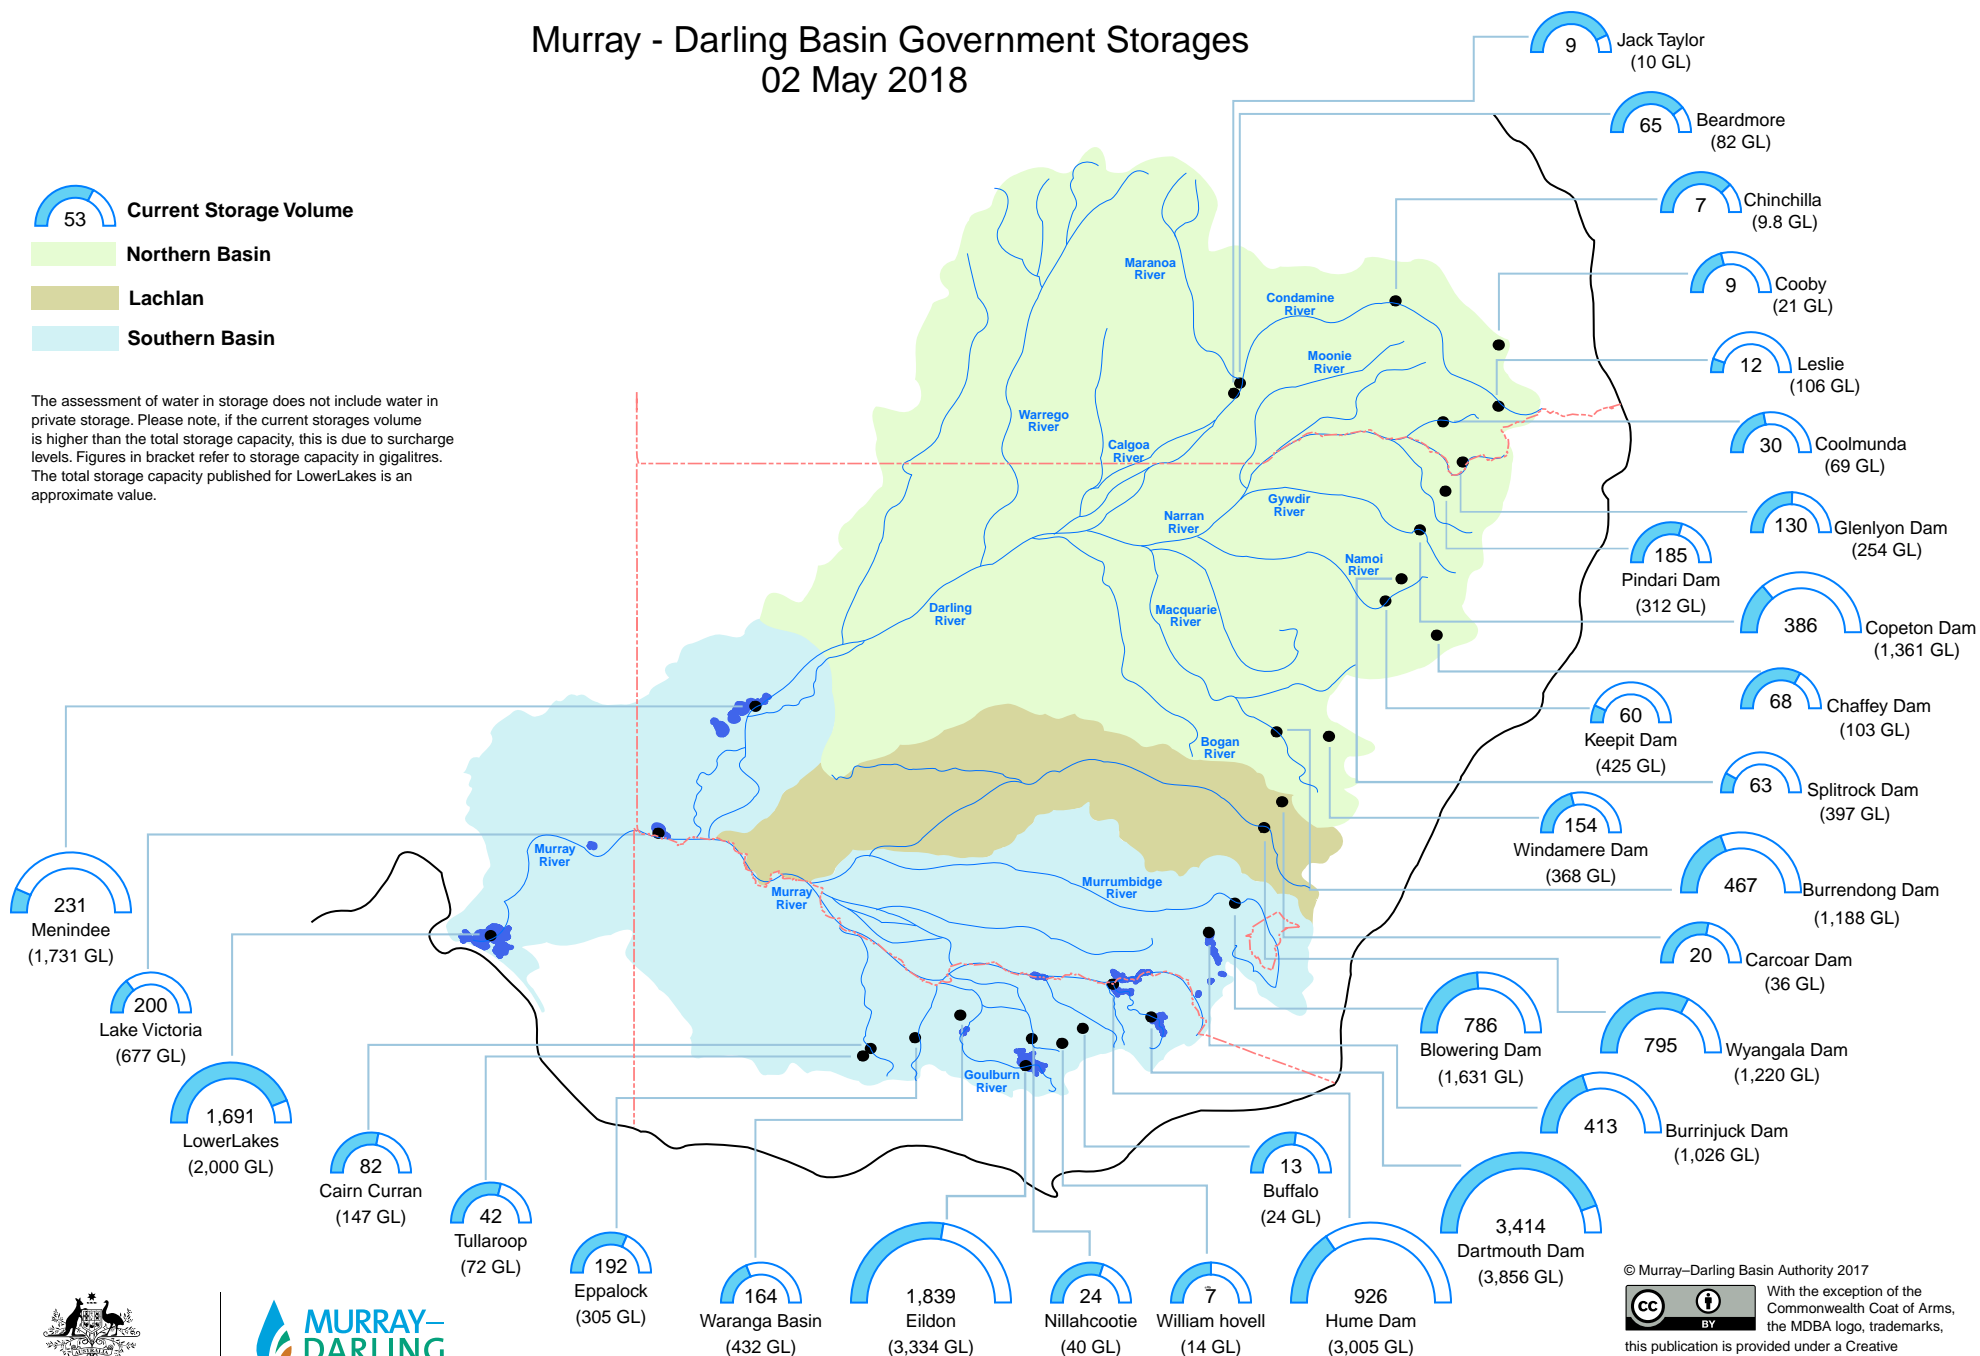 Murray - Darling Basin Government Storages
02 May 2018
53
Current Storage Volume
Northern Basin
Lachlan
Southern Basin
The assessment of water in storage does not include water in
private storage. Please note, if the current storages volume
is higher than the total storage capacity, this is due to surcharge
levels. Figures in bracket refer to storage capacity in gigalitres.
The total storage capacity published for LowerLakes is an
approximate value.
9
Jack Taylor
(10 GL)
65
Beardmore
(82 GL)
7
Chinchilla
(9.8 GL)
9
Cooby
(21 GL)
12
Leslie
(106 GL)
30
Coolmunda
(69 GL)
130
Glenlyon Dam
(254 GL)
185
Pindari Dam
(312 GL)
386
Copeton Dam
(1,361 GL)
68
Chaffey Dam
(103 GL)
60
Keepit Dam
(425 GL)
63
Splitrock Dam
(397 GL)
154
Windamere Dam
(368 GL)
467
Burrendong Dam
(1,188 GL)
20
Carcoar Dam
(36 GL)
786
Blowering Dam
(1,631 GL)
795
Wyangala Dam
(1,220 GL)
413
Burrinjuck Dam
(1,026 GL)
3,414
Dartmouth Dam
(3,856 GL)
13
Buffalo
(24 GL)
926
Hume Dam
(3,005 GL)
7
William hovell
(14 GL)
24
Nillahcootie
(40 GL)
1,839
Eildon
(3,334 GL)
164
Waranga Basin
(432 GL)
192
Eppalock
(305 GL)
42
Tullaroop
(72 GL)
82
Cairn Curran
(147 GL)
1,691
LowerLakes
(2,000 GL)
200
Lake Victoria
(677 GL)
231
Menindee
(1,731 GL)
Maranoa
River
Condamine
River
Moonie
River
Warrego
River
Calgoa
River
Gywdir
River
Narran
River
Namoi
River
Darling
River
Macquarie
River
Bogan
River
Murray
River
Murray
River
Murrumbidge
River
Goulburn
River
AUSTRALIA
MURRAY–
DARLING
© Murray–Darling Basin Authority 2017
cc
BY
With the exception of the
Commonwealth Coat of Arms,
the MDBA logo, trademarks,
this publication is provided under a Creative